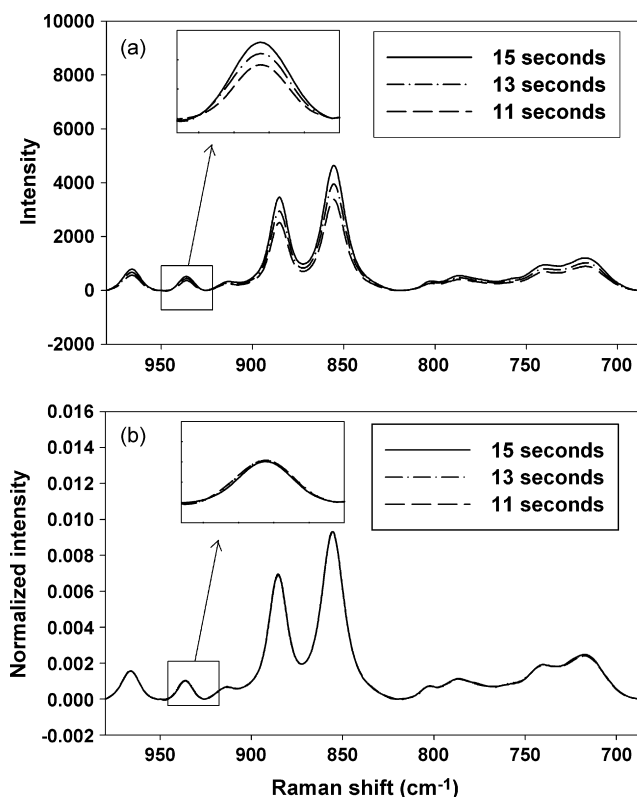 10000
8000
6000
4000
2000
0
-2000
Intensity
(a)
15 seconds
13 seconds
11 seconds
950 900 850 800 750 700
0.016
0.014
0.012
0.010
0.008
0.006
0.004
0.002
0.000
-0.002
Normalized intensity
(b)
15 seconds
13 seconds
11 seconds
950 900 850 800 750 700
Raman shift (cm⁻¹)